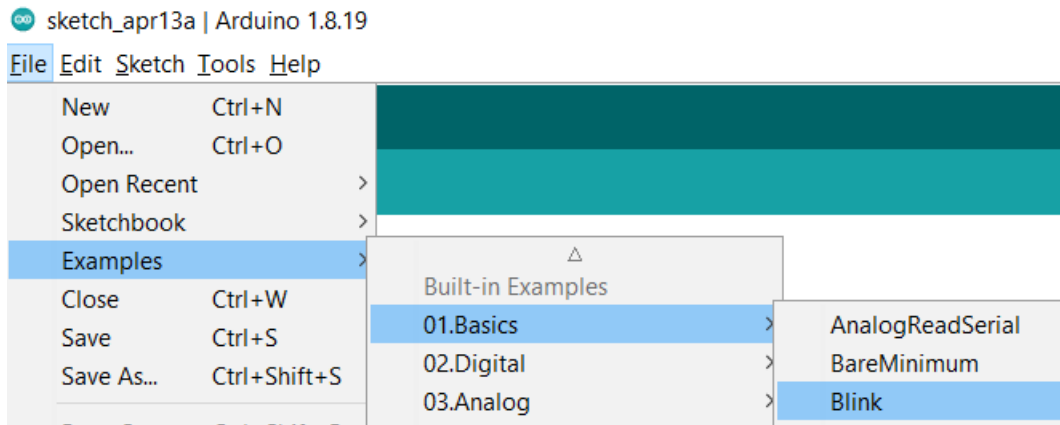 sketch_apr13a | Arduino 1.8.19
File Edit Sketch Tools Help
New Ctrl+N
Open... Ctrl+O
Open Recent
Sketchbook
Examples
Close Ctrl+W
Save Ctrl+S
Save As... Ctrl+Shift+S
Built-in Examples
01.Basics
02.Digital
03.Analog
AnalogReadSerial
BareMinimum
Blink